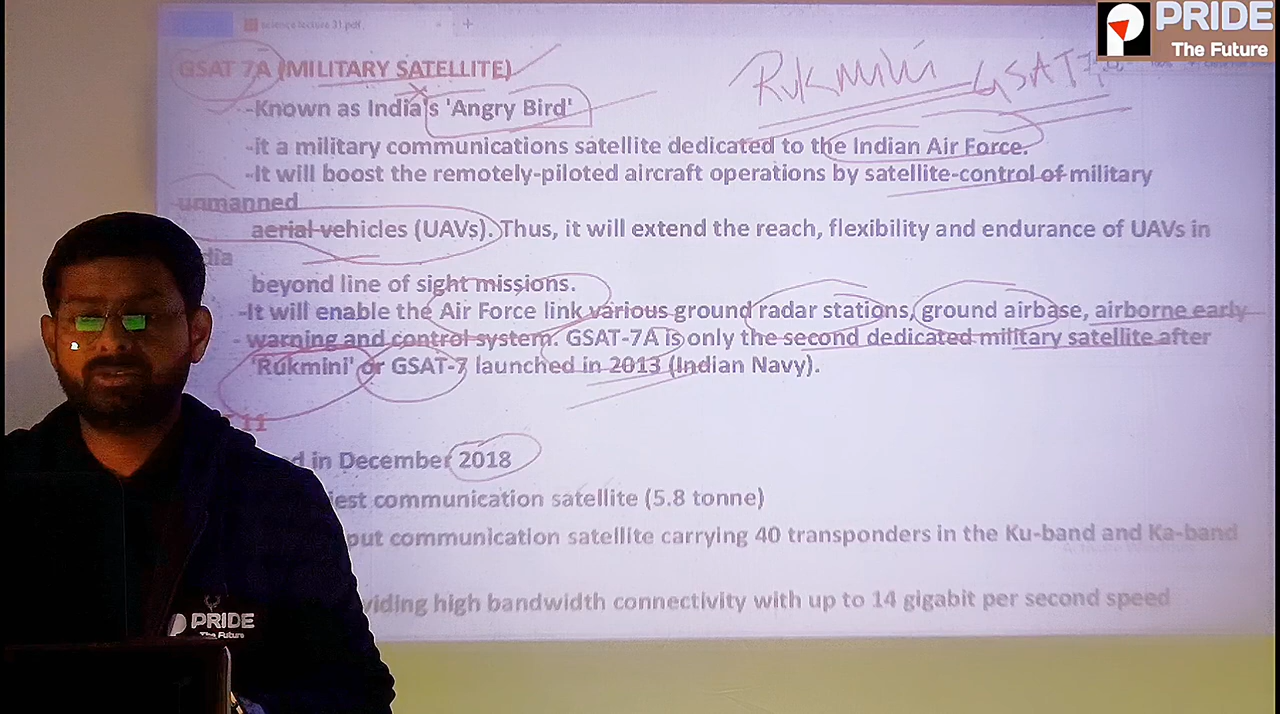 science lecture 31.pdf
PRIDE
The Future
GSAT 7A (MILITARY SATELLITE)
Rukmini GSAT 7
-Known as India's 'Angry Bird'
-it a military communications satellite dedicated to the Indian Air Force.
-It will boost the remotely-piloted aircraft operations by satellite-control of military
unmanned
aerial vehicles (UAVs). Thus, it will extend the reach, flexibility and endurance of UAVs in
dia
beyond line of sight missions.
-It will enable the Air Force link various ground radar stations, ground airbase, airborne early
- warning and control system. GSAT-7A is only the second dedicated military satellite after
'Rukmini' or GSAT-7 launched in 2013 (Indian Navy).
11
d in December 2018
iest communication satellite (5.8 tonne)
put communication satellite carrying 40 transponders in the Ku-band and Ka-band
viding high bandwidth connectivity with up to 14 gigabit per second speed
PRIDE
The Future